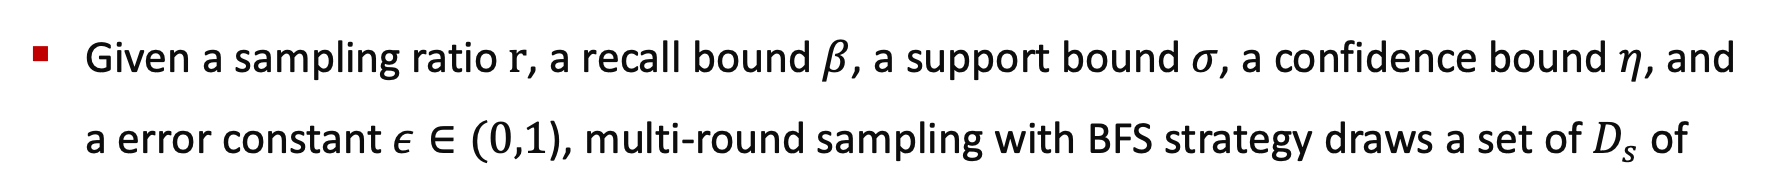 ▪ Given a sampling ratio r, a recall bound β, a support bound σ, a confidence bound η, and
a error constant ϵ ∈ (0,1), multi-round sampling with BFS strategy draws a set of Dₛ of